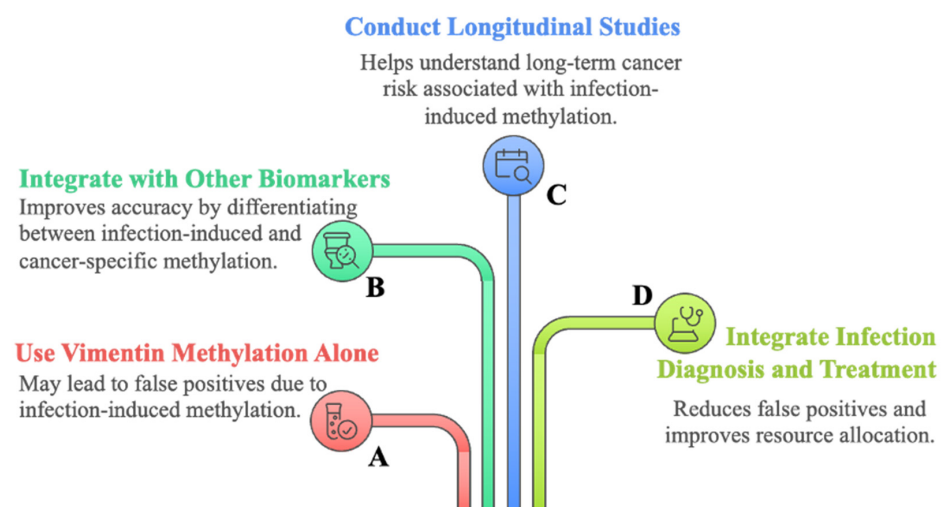 Conduct Longitudinal Studies
Helps understand long-term cancer
risk associated with infection-
induced methylation.
C
Integrate with Other Biomarkers
Improves accuracy by differentiating
between infection-induced and
cancer-specific methylation.
B
D
Integrate Infection
Diagnosis and Treatment
Reduces false positives and
improves resource allocation.
Use Vimentin Methylation Alone
May lead to false positives due to
infection-induced methylation.
A